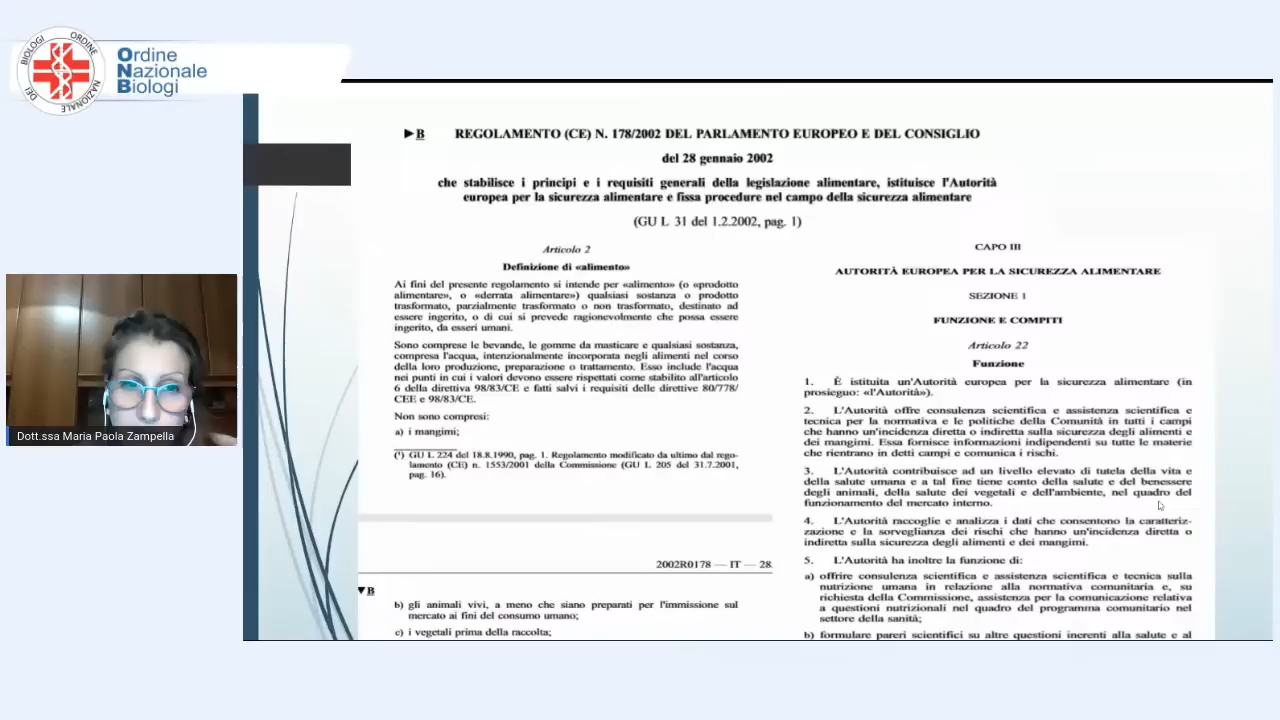 ORDINE
NAZIONALE
DEI
BIOLOGI
Ordine
Nazionale
Biologi
Dott.ssa Maria Paola Zampella
►B REGOLAMENTO (CE) N. 178/2002 DEL PARLAMENTO EUROPEO E DEL CONSIGLIO
del 28 gennaio 2002
che stabilisce i principi e i requisiti generali della legislazione alimentare, istituisce l'Autorità
europea per la sicurezza alimentare e fissa procedure nel campo della sicurezza alimentare
(GU L 31 del 1.2.2002, pag. 1)
Articolo 2
Definizione di «alimento»
Ai fini del presente regolamento si intende per «alimento» (o «prodotto
alimentare», o «derrata alimentare») qualsiasi sostanza o prodotto
trasformato, parzialmente trasformato o non trasformato, destinato ad
essere ingerito, o di cui si prevede ragionevolmente che possa essere
ingerito, da esseri umani.
Sono comprese le bevande, le gomme da masticare e qualsiasi sostanza,
compresa l'acqua, intenzionalmente incorporata negli alimenti nel corso
della loro produzione, preparazione o trattamento. Esso include l'acqua
nei punti in cui i valori devono essere rispettati come stabilito all'articolo
6 della direttiva 98/83/CE e fatti salvi i requisiti delle direttive 80/778/
CEE e 98/83/CE.
Non sono compresi:
a) i mangimi;
(¹) GU L 224 del 18.8.1990, pag. 1. Regolamento modificato da ultimo dal rego-
lamento (CE) n. 1553/2001 della Commissione (GU L 205 del 31.7.2001,
pag. 16).
2002R0178 — IT — 28
▼B
b) gli animali vivi, a meno che siano preparati per l'immissione sul
mercato ai fini del consumo umano;
c) i vegetali prima della raccolta;
CAPO III
AUTORITÀ EUROPEA PER LA SICUREZZA ALIMENTARE
SEZIONE 1
FUNZIONE E COMPITI
Articolo 22
Funzione
1. È istituita un'Autorità europea per la sicurezza alimentare (in
prosieguo: «l'Autorità»).
2. L'Autorità offre consulenza scientifica e assistenza scientifica e
tecnica per la normativa e le politiche della Comunità in tutti i campi
che hanno un'incidenza diretta o indiretta sulla sicurezza degli alimenti e
dei mangimi. Essa fornisce informazioni indipendenti su tutte le materie
che rientrano in detti campi e comunica i rischi.
3. L'Autorità contribuisce ad un livello elevato di tutela della vita e
della salute umana e a tal fine tiene conto della salute e del benessere
degli animali, della salute dei vegetali e dell'ambiente, nel quadro del
funzionamento del mercato interno.
4. L'Autorità raccoglie e analizza i dati che consentono la caratteriz-
zazione e la sorveglianza dei rischi che hanno un'incidenza diretta o
indiretta sulla sicurezza degli alimenti e dei mangimi.
5. L'Autorità ha inoltre la funzione di:
a) offrire consulenza scientifica e assistenza scientifica e tecnica sulla
nutrizione umana in relazione alla normativa comunitaria e, su
richiesta della Commissione, assistenza per la comunicazione relativa
a questioni nutrizionali nel quadro del programma comunitario nel
settore della sanità;
b) formulare pareri scientifici su altre questioni inerenti alla salute e al